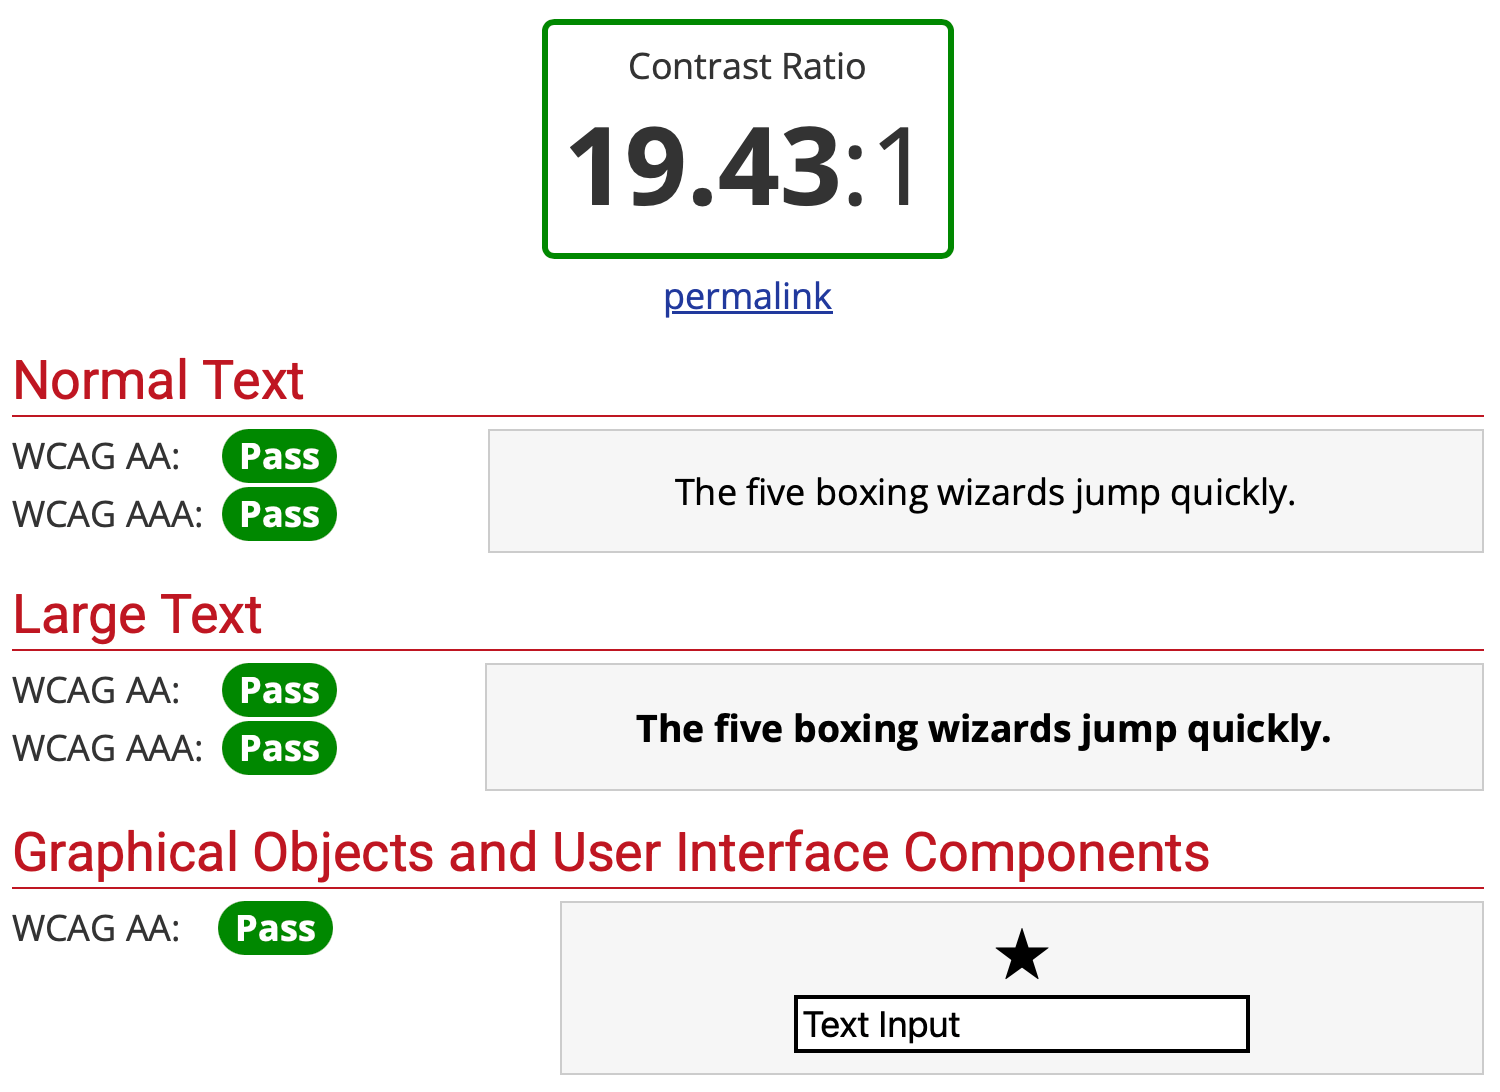 Contrast Ratio
19.43:1
permalink
Normal Text
WCAG AA: Pass
WCAG AAA: Pass
The five boxing wizards jump quickly.
Large Text
WCAG AA: Pass
WCAG AAA: Pass
The five boxing wizards jump quickly.
Graphical Objects and User Interface Components
WCAG AA: Pass
Text Input